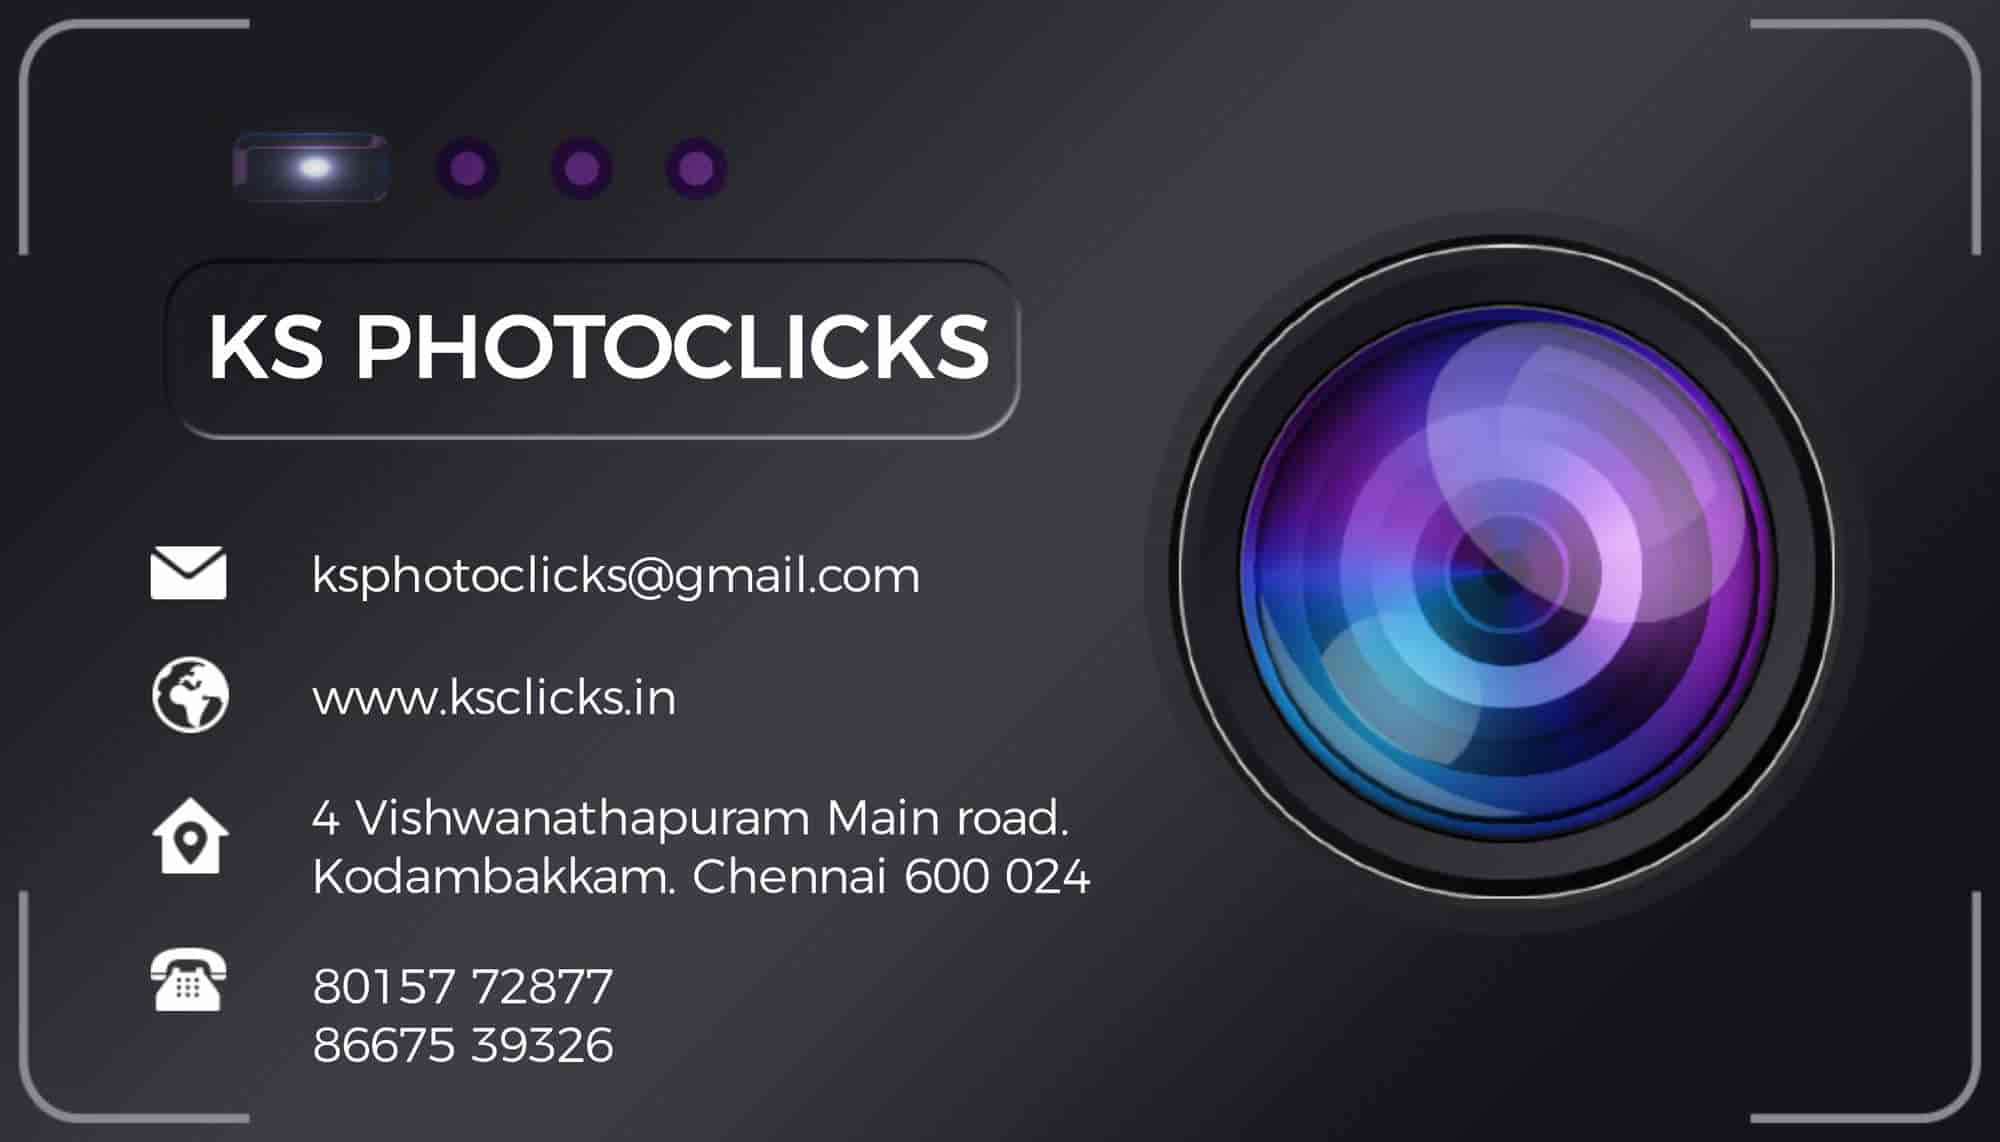 KS PHOTOCLICKS
ksphotoclicks@gmail.com
www.ksclicks.in
4 Vishwanathapuram Main road.
Kodambakkam. Chennai 600 024
80157 72877
86675 39326